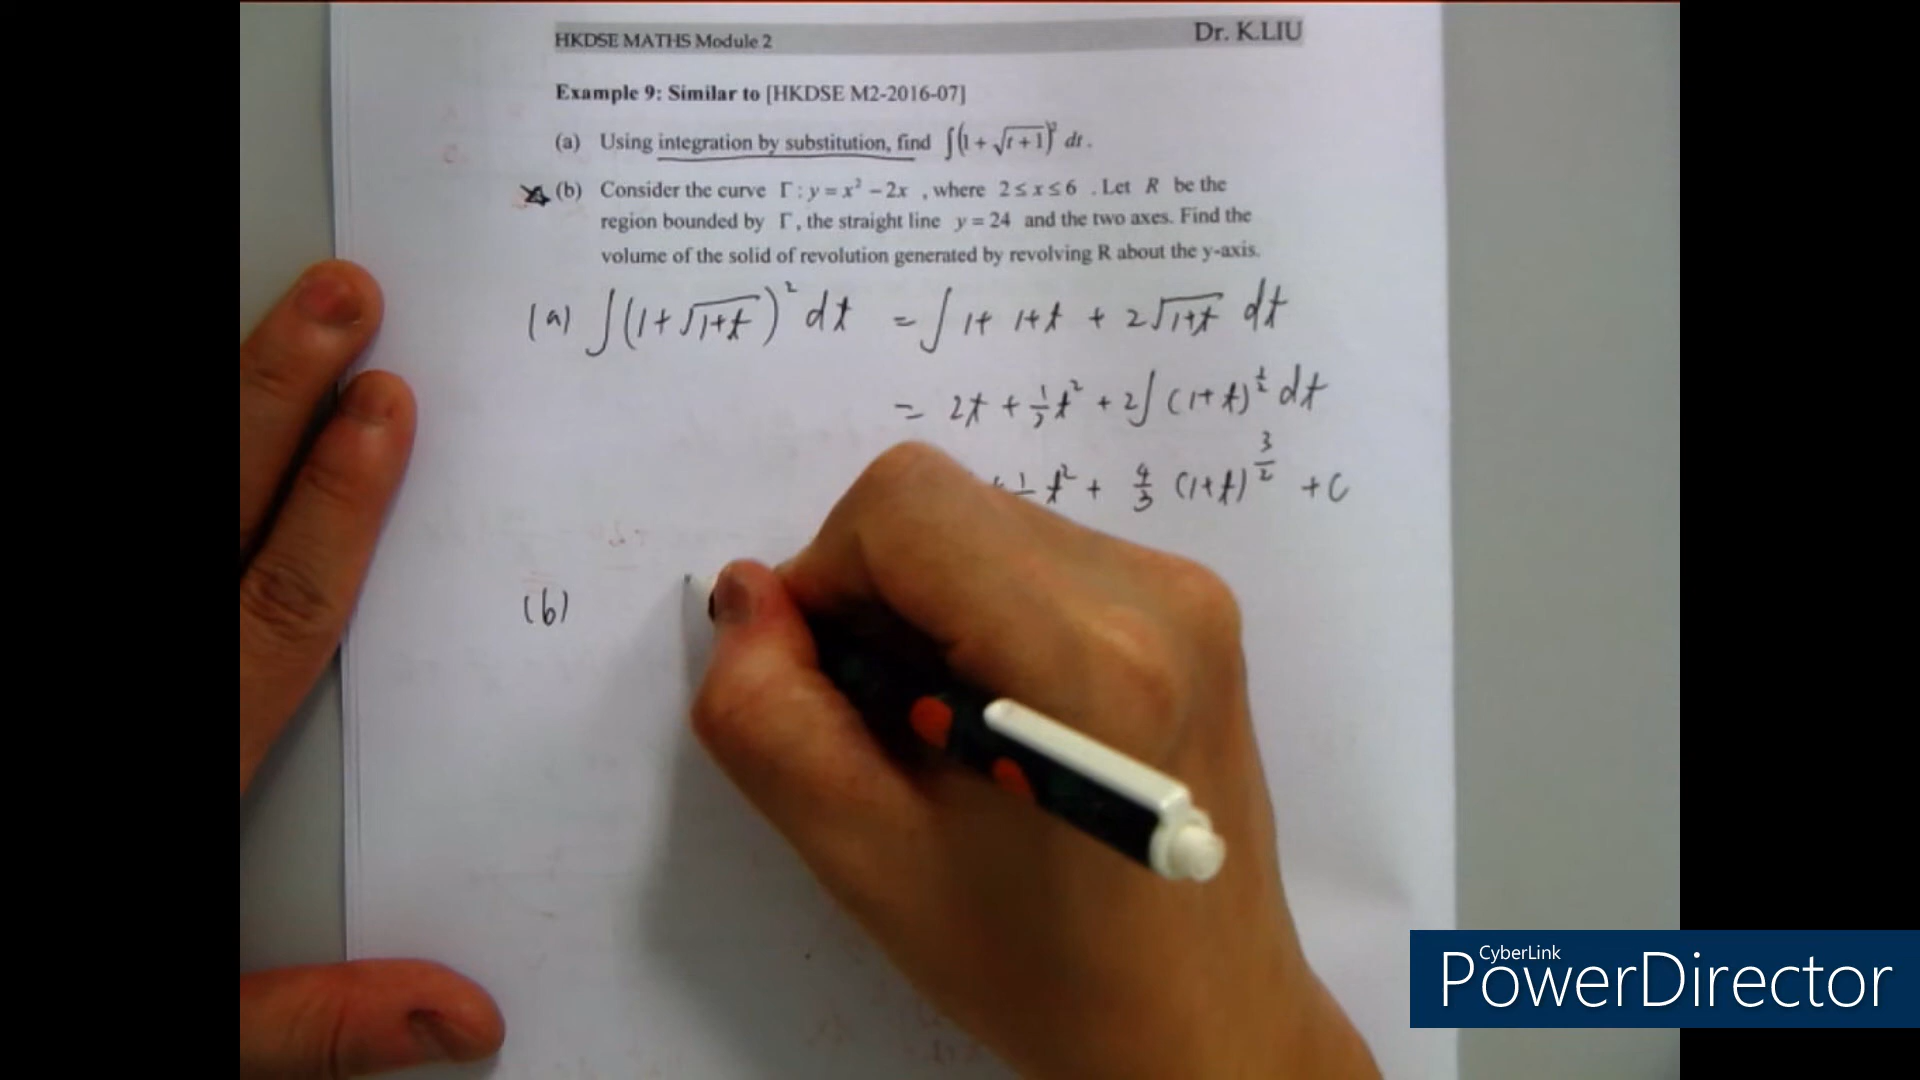 HKDSE MATHS Module 2 Dr. K.LIU
Example 9: Similar to [HKDSE M2-2016-07]
(a) Using integration by substitution, find ∫(1+√(t+1))² dt.
(b) Consider the curve Γ: y = x² − 2x , where 2 ≤ x ≤ 6 . Let R be the
region bounded by Γ, the straight line y = 24 and the two axes. Find the
volume of the solid of revolution generated by revolving R about the y-axis.
(a) ∫(1+√(1+t))² dt = ∫ 1+ 1+t + 2√(1+t) dt
= 2t + ½t² + 2∫(1+t)^½ dt
t² + 4/3 (1+t)^3/2 + C
(b)
CyberLink
PowerDirector